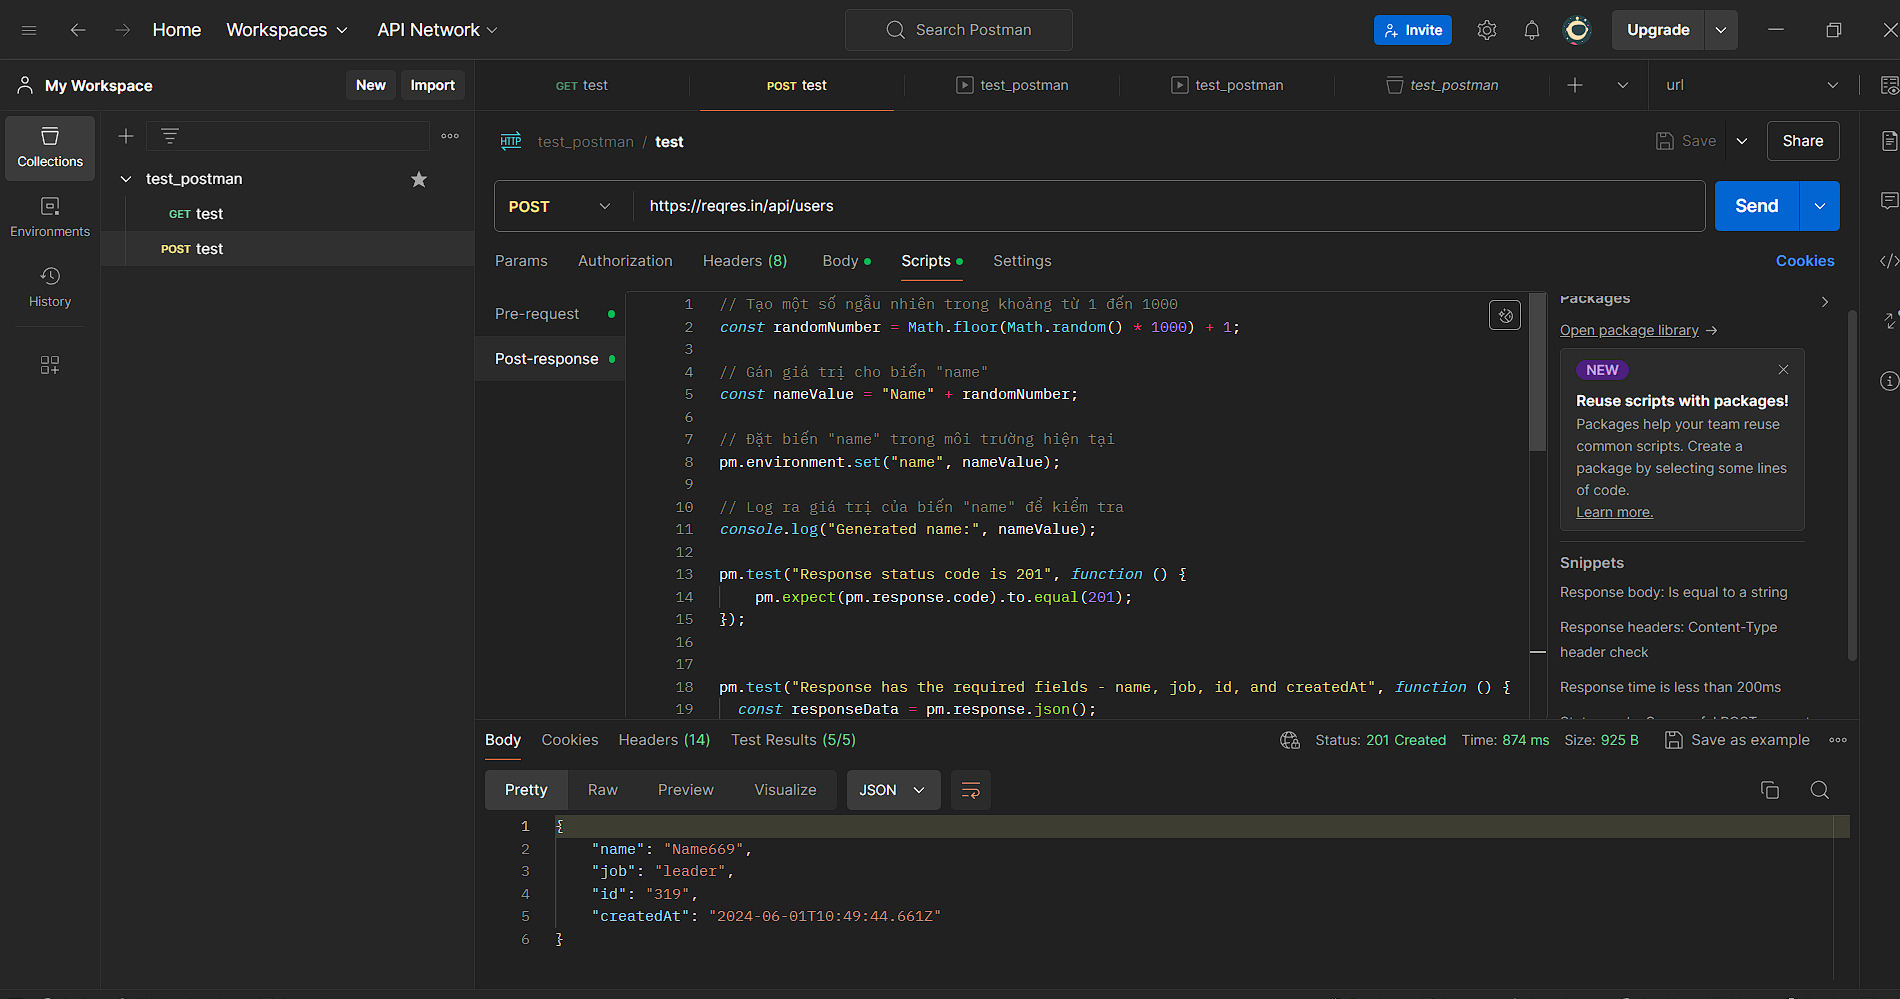 Home
Workspaces
API Network
Search Postman
Invite
Upgrade
My Workspace
New
Import
GET test
POST test
test_postman
test_postman
test_postman
url
Collections
Environments
History
test_postman
GET test
POST test
HTTP
test_postman / test
Save
Share
POST
https://reqres.in/api/users
Send
Params
Authorization
Headers (8)
Body
Scripts
Settings
Cookies
Pre-request
Post-response
1 // Tạo một số ngẫu nhiên trong khoảng từ 1 đến 1000
2 const randomNumber = Math.floor(Math.random() * 1000) + 1;
3
4 // Gán giá trị cho biến "name"
5 const nameValue = "Name" + randomNumber;
6
7 // Đặt biến "name" trong môi trường hiện tại
8 pm.environment.set("name", nameValue);
9
10 // Log ra giá trị của biến "name" để kiểm tra
11 console.log("Generated name:", nameValue);
12
13 pm.test("Response status code is 201", function () {
14 pm.expect(pm.response.code).to.equal(201);
15 });
16
17
18 pm.test("Response has the required fields - name, job, id, and createdAt", function () {
19 const responseData = pm.response.json();
Packages
Open package library →
NEW
Reuse scripts with packages!
Packages help your team reuse
common scripts. Create a
package by selecting some lines
of code.
Learn more.
Snippets
Response body: Is equal to a string
Response headers: Content-Type
header check
Response time is less than 200ms
Body
Cookies
Headers (14)
Test Results (5/5)
Status: 201 Created
Time: 874 ms
Size: 925 B
Save as example
Pretty
Raw
Preview
Visualize
JSON
1 {
2 "name": "Name669",
3 "job": "leader",
4 "id": "319",
5 "createdAt": "2024-06-01T10:49:44.661Z"
6 }